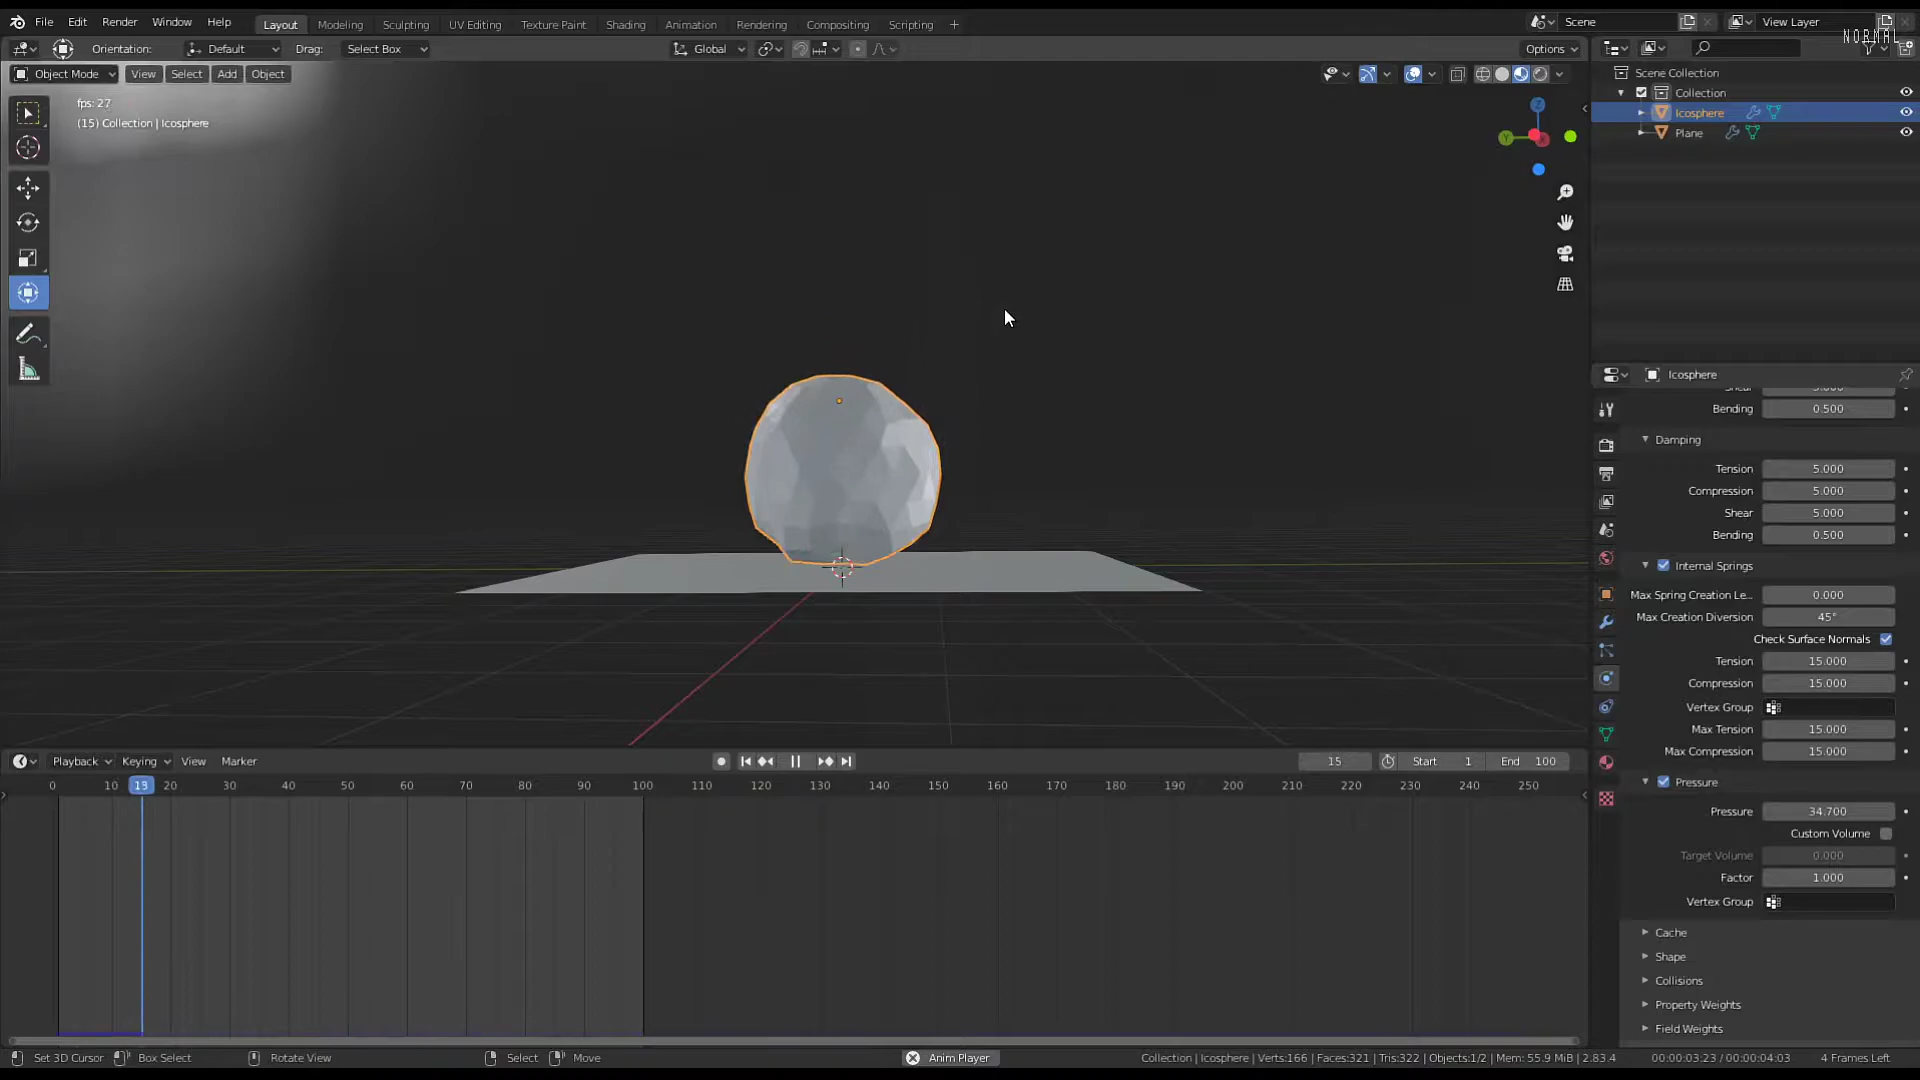 File Edit Render Window Help Layout Modeling Sculpting UV Editing Texture Paint Shading Animation Rendering Compositing Scripting Scene View Layer
NORMAL
Orientation: Default Drag: Select Box Global Options
Object Mode View Select Add Object
fps: 27
(15) Collection | Icosphere
Z
Y
Scene Collection
Collection
Icosphere
Plane
Icosphere
Bending 0.500
Damping
Tension 5.000
Compression 5.000
Shear 5.000
Bending 0.500
Internal Springs
Max Spring Creation Le... 0.000
Max Creation Diversion 45°
Check Surface Normals
Tension 15.000
Compression 15.000
Vertex Group
Max Tension 15.000
Max Compression 15.000
Pressure
Pressure 34.700
Custom Volume
Target Volume 0.000
Factor 1.000
Vertex Group
Cache
Shape
Collisions
Property Weights
Field Weights
Playback Keying View Marker 15 Start 1 End 100
0 10 20 30 40 50 60 70 80 90 100 110 120 130 140 150 160 170 180 190 200 210 220 230 240 250
Set 3D Cursor Box Select Rotate View Select Move Anim Player Collection | Icosphere | Verts:166 | Faces:321 | Tris:322 | Objects:1/2 | Mem: 55.9 MiB | 2.83.4 00:00:03:23 / 00:00:04:03 4 Frames Left